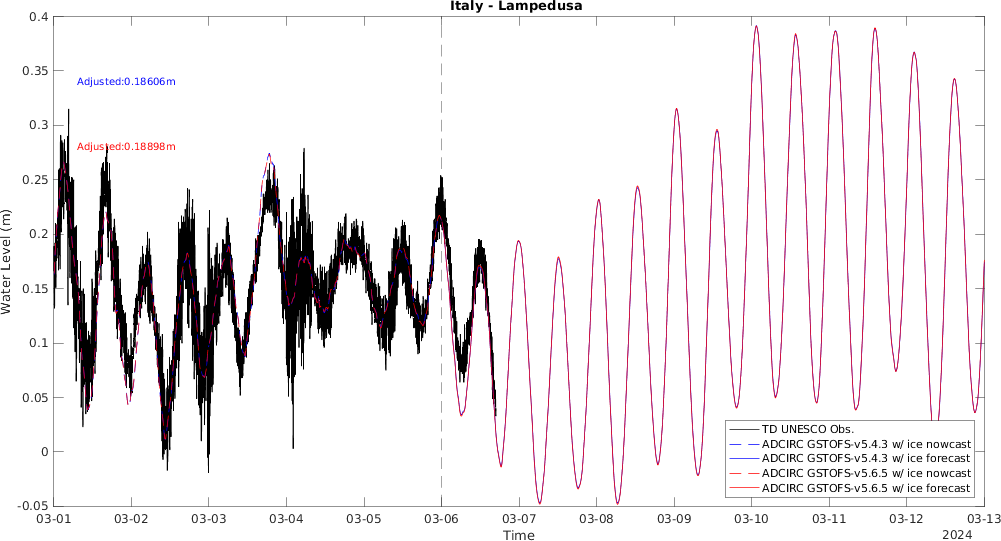 Italy - Lampedusa
0.4
0.35
0.3
0.25
0.2
0.15
0.1
0.05
0
-0.05
Water Level (m)
Adjusted:0.18606m
Adjusted:0.18898m
TD UNESCO Obs.
ADCIRC GSTOFS-v5.4.3 w/ ice nowcast
ADCIRC GSTOFS-v5.4.3 w/ ice forecast
ADCIRC GSTOFS-v5.6.5 w/ ice nowcast
ADCIRC GSTOFS-v5.6.5 w/ ice forecast
03-01 03-02 03-03 03-04 03-05 03-06 03-07 03-08 03-09 03-10 03-11 03-12 03-13
Time
2024